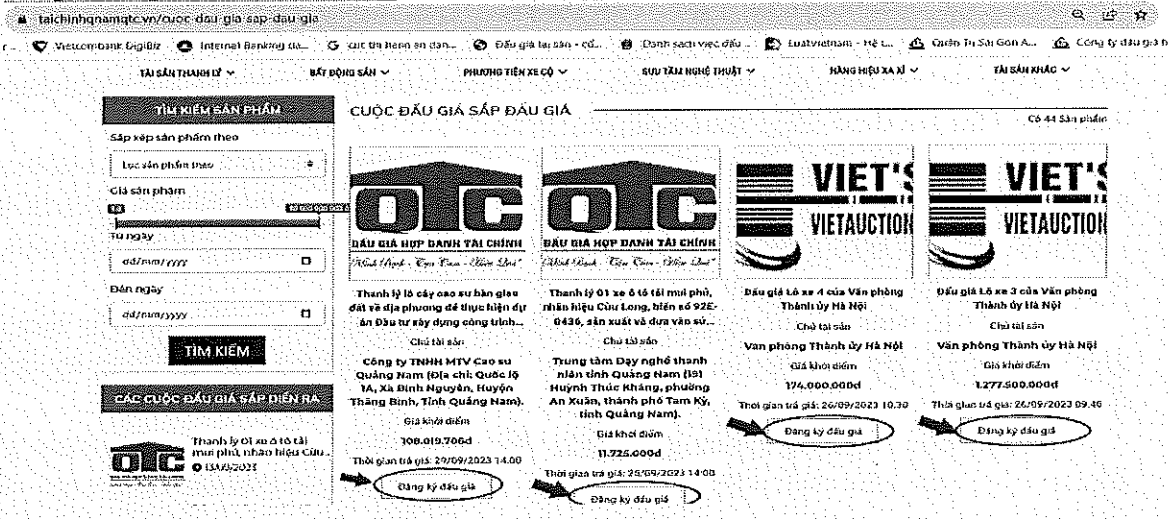 taichinhqnamqtc.vn/cuoc-dau-gia-sap-dau-gia
Vietcombank DigiBiz
Internet Banking
Đấu giá tài sản - cổ...
Danh sách việc đấu ...
Luatvietnam - Hệ t...
Quán Trị Sài Gòn A...
Công ty đấu giá h
TÀI SẢN THANH LÝ
BẤT ĐỘNG SẢN
PHƯƠNG TIỆN XE CỘ
SƯU TẦM NGHỆ THUẬT
HÀNG HIỆU XA XỈ
TÀI SẢN KHÁC
TÌM KIẾM SẢN PHẨM
Sắp xếp sản phẩm theo
Lọc sản phẩm theo
Giá sản phẩm
Từ ngày
dd/mm/yyyy
Đến ngày
dd/mm/yyyy
TÌM KIẾM
CÁC CUỘC ĐẤU GIÁ SẮP DIỄN RA
Thanh lý 01 xe ô tô tải
mui phủ, nhãn hiệu Cửu...
CUỘC ĐẤU GIÁ SẮP ĐẤU GIÁ
Có 44 Sản phẩm
QTC
ĐẤU GIÁ HỢP DANH TÀI CHÍNH
Thanh lý lô cây cao su bàn giao
đất về địa phương để thực hiện dự
án Đầu tư xây dựng công trình...
Chủ tài sản
Công ty TNHH MTV Cao su
Quảng Nam (Địa chỉ: Quốc lộ
1A, Xã Bình Nguyên, Huyện
Thăng Bình, Tỉnh Quảng Nam).
Giá khởi điểm
108.019.706đ
Thời gian trả giá: 29/09/2023 14:00
Đăng ký đấu giá
QTC
ĐẤU GIÁ HỢP DANH TÀI CHÍNH
Thanh lý 01 xe ô tô tải mui phủ,
nhãn hiệu Cửu Long, biển số 92E-
0436, sản xuất và đưa vào sử...
Chủ tài sản
Trung tâm Dạy nghề thanh
niên tỉnh Quảng Nam (191
Huỳnh Thúc Kháng, phường
An Xuân, thành phố Tam Kỳ,
tỉnh Quảng Nam).
Giá khởi điểm
11.725.000đ
Thời gian trả giá: 25/09/2023 14:00
Đăng ký đấu giá
VIET'S
VIETAUCTION
Đấu giá Lô xe 4 của Văn phòng
Thành ủy Hà Nội
Chủ tài sản
Văn phòng Thành ủy Hà Nội
Giá khởi điểm
174.000.000đ
Thời gian trả giá: 26/09/2023 10:30
Đăng ký đấu giá
VIET'S
VIETAUCTION
Đấu giá Lô xe 3 của Văn phòng
Thành ủy Hà Nội
Chủ tài sản
Văn phòng Thành ủy Hà Nội
Giá khởi điểm
1.277.500.000đ
Thời gian trả giá: 26/09/2023 09:40
Đăng ký đấu giá